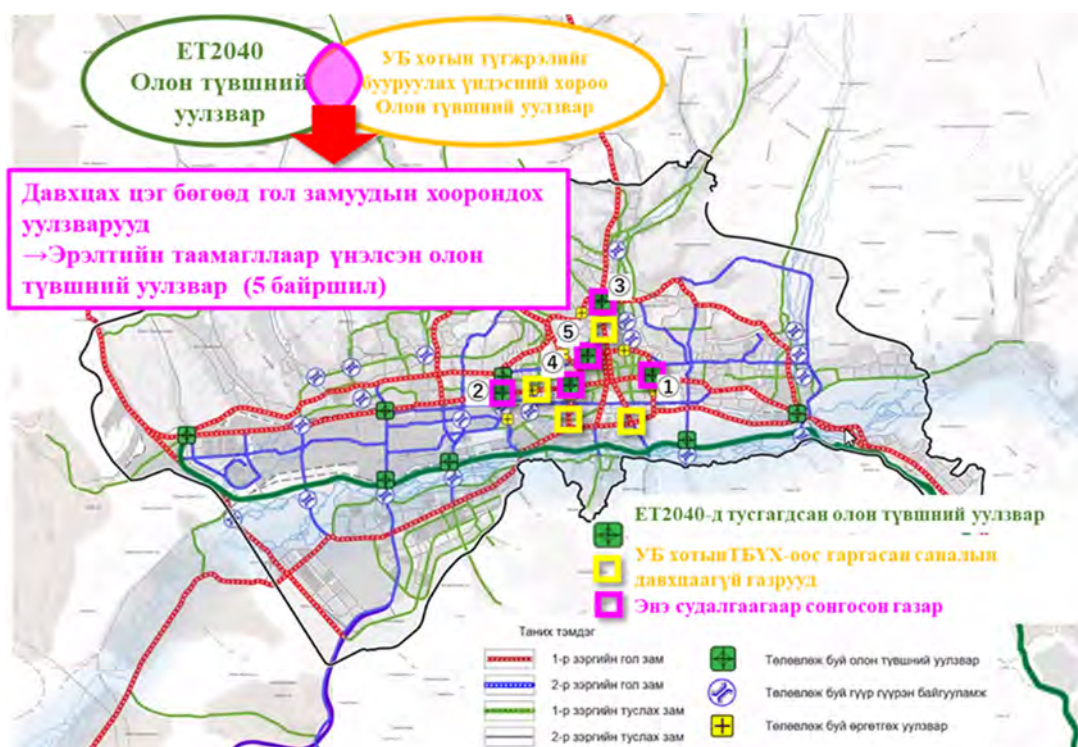 ET2040
Олон түвшний
уулзвар
УБ хотын түгжрэлийг
бууруулах үндэсний хороо
Олон түвшний уулзвар
Давхцах цэг бөгөөд гол замуудын хоорондох
уулзварууд
→Эрэлтийн таамагллаар үнэлсэн олон
түвшний уулзвар (5 байршил)
③
⑤
④
②
①
ET2040-д тусгагдсан олон түвшний уулзвар
УБ хотынТБҮХ-оос гаргасан саналын
давхцаагүй газрууд
Энэ судалгаагаар сонгосон газар
Таних тэмдэг
1-р зэргийн гол зам
2-р зэргийн гол зам
1-р зэргийн туслах зам
2-р зэргийн туслах зам
Төлөвлөж буй олон түвшний уулзвар
Төлөвлөж буй гүүр гүүрэн байгууламж
Төлөвлөж буй өргөтгөх уулзвар